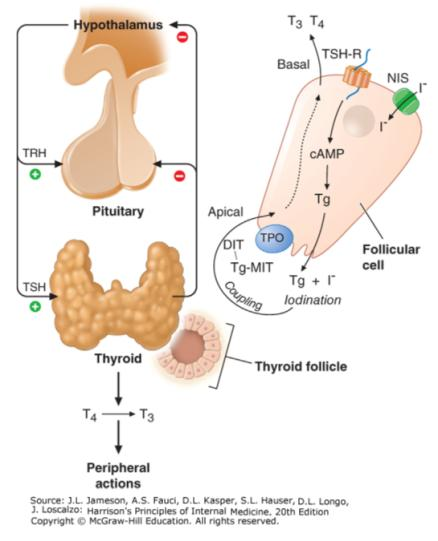 Hypothalamus
TRH
Pituitary
TSH
Thyroid
T4 T3
Peripheral
actions
Thyroid follicle
T3 T4
Basal
TSH-R
NIS
I-
I-
cAMP
Tg
Apical
TPO
DIT
Tg-MIT
Coupling
Tg + I-
Iodination
Follicular
cell
Source: J.L. Jameson, A.S. Fauci, D.L. Kasper, S.L. Hauser, D.L. Longo,
J. Loscalzo: Harrison's Principles of Internal Medicine, 20th Edition
Copyright © McGraw-Hill Education. All rights reserved.